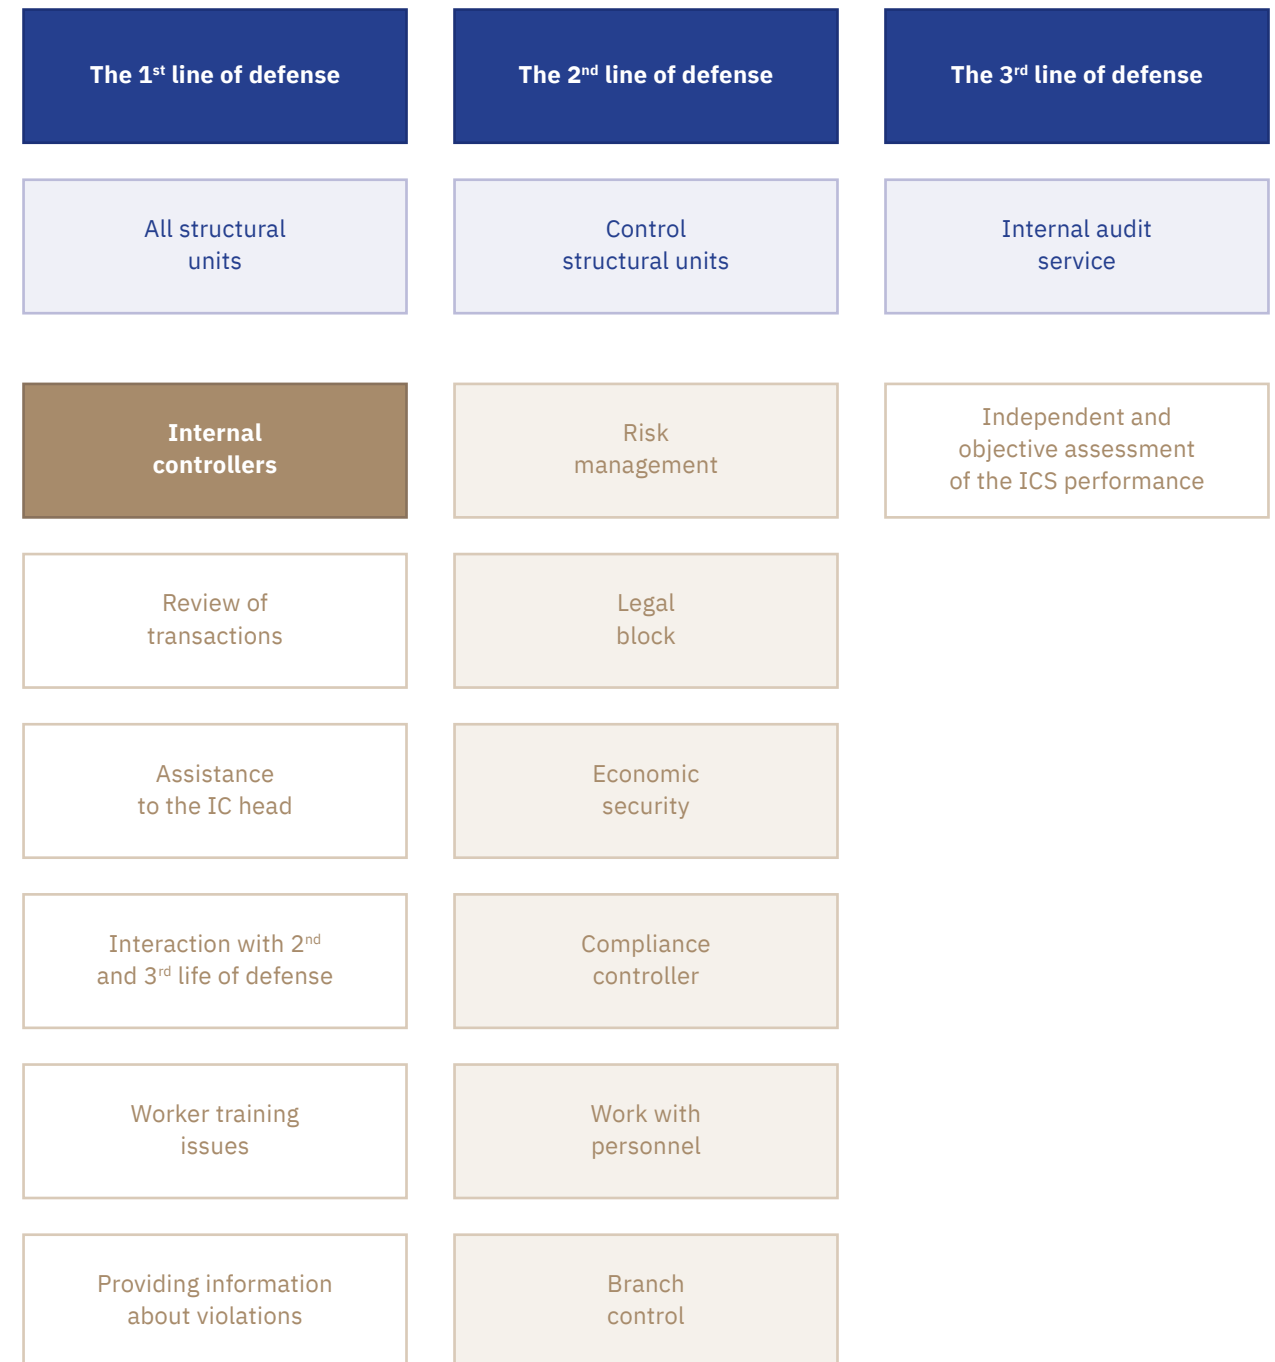 The 1st line of defense
The 2nd line of defense
The 3rd line of defense
All structural
units
Control
structural units
Internal audit
service
Internal
controllers
Risk
management
Independent and
objective assessment
of the ICS performance
Review of
transactions
Legal
block
Assistance
to the IC head
Economic
security
Interaction with 2nd
and 3rd life of defense
Compliance
controller
Worker training
issues
Work with
personnel
Providing information
about violations
Branch
control